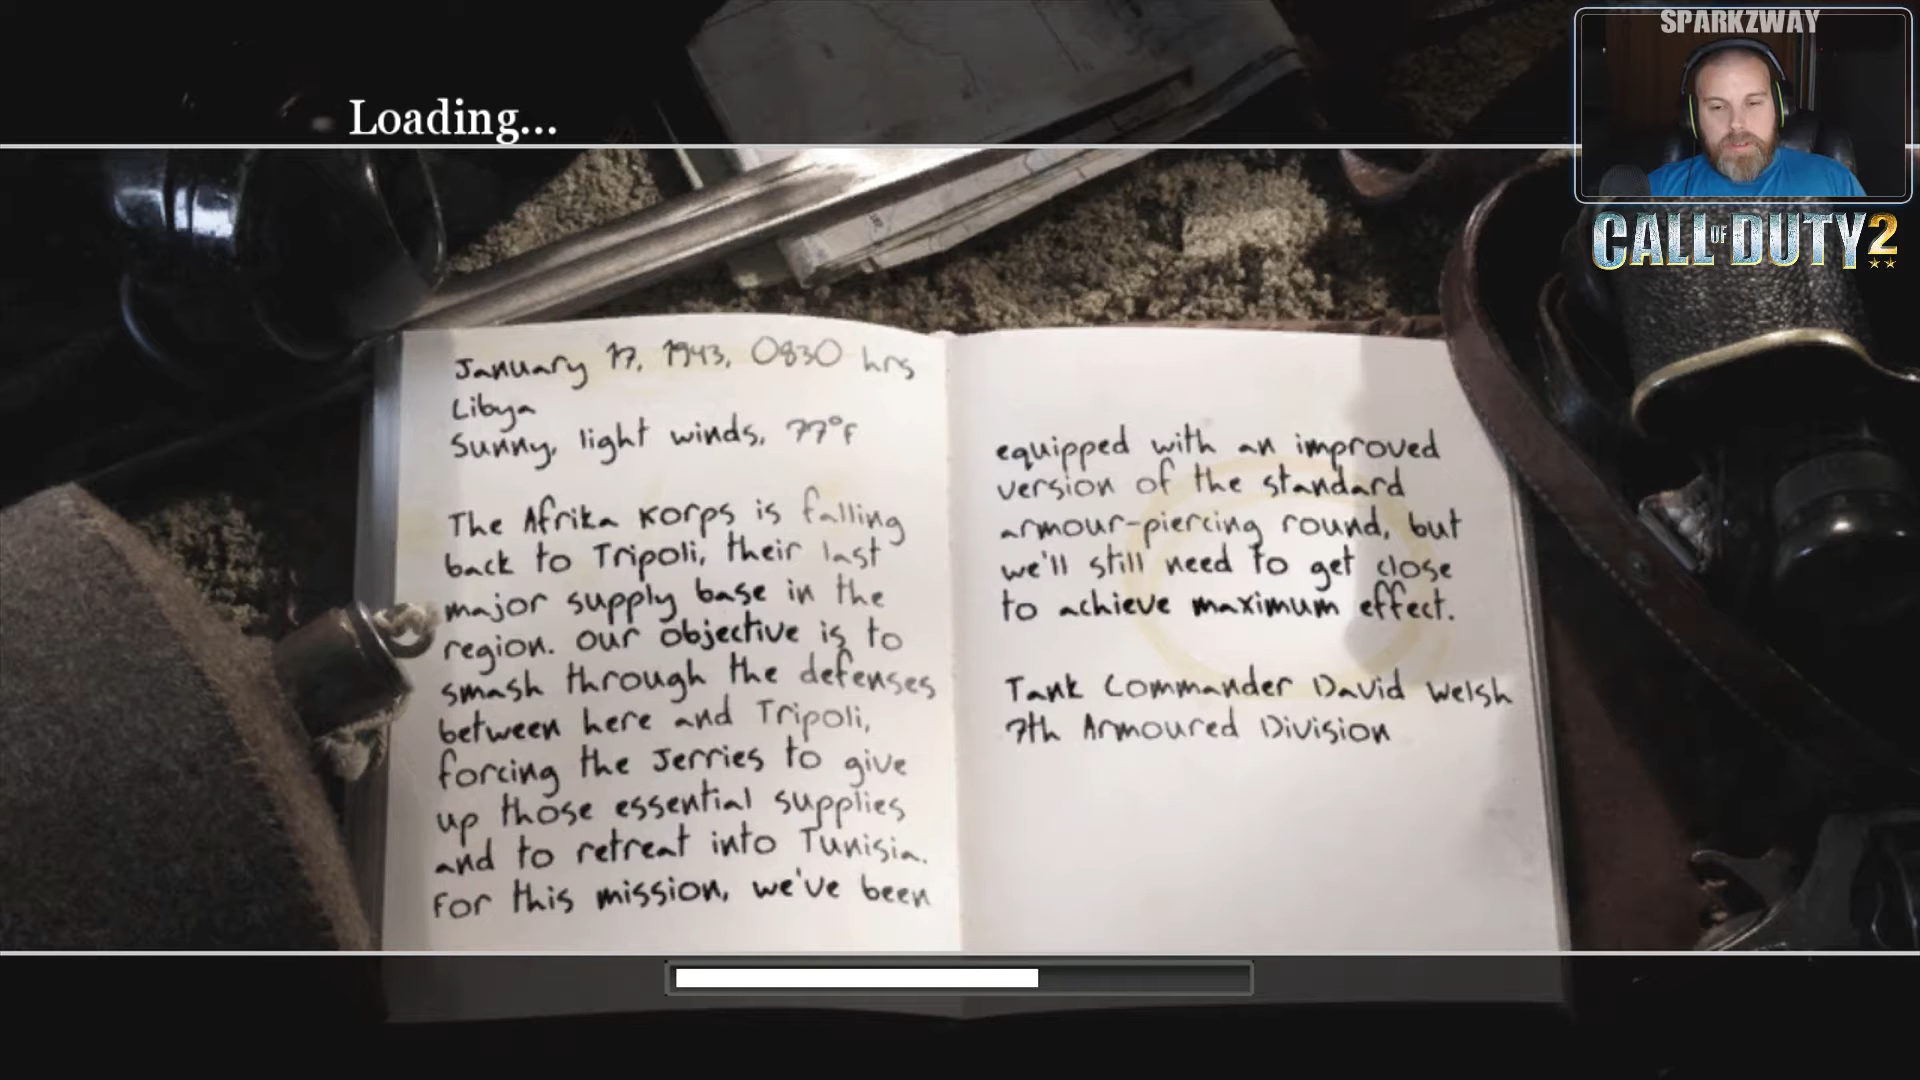 SPARKZWAY
Loading...
CALL OF DUTY 2
January 17, 1943, 0830 hrs
Libya
Sunny, light winds, 77°F
The Afrika Korps is falling
back to Tripoli, their last
major supply base in the
region. Our objective is to
smash through the defenses
between here and Tripoli,
forcing the Jerries to give
up those essential supplies
and to retreat into Tunisia.
For this mission, we've been
equipped with an improved
version of the standard
armour-piercing round, but
we'll still need to get close
to achieve maximum effect.
Tank Commander David Welsh
7th Armoured Division